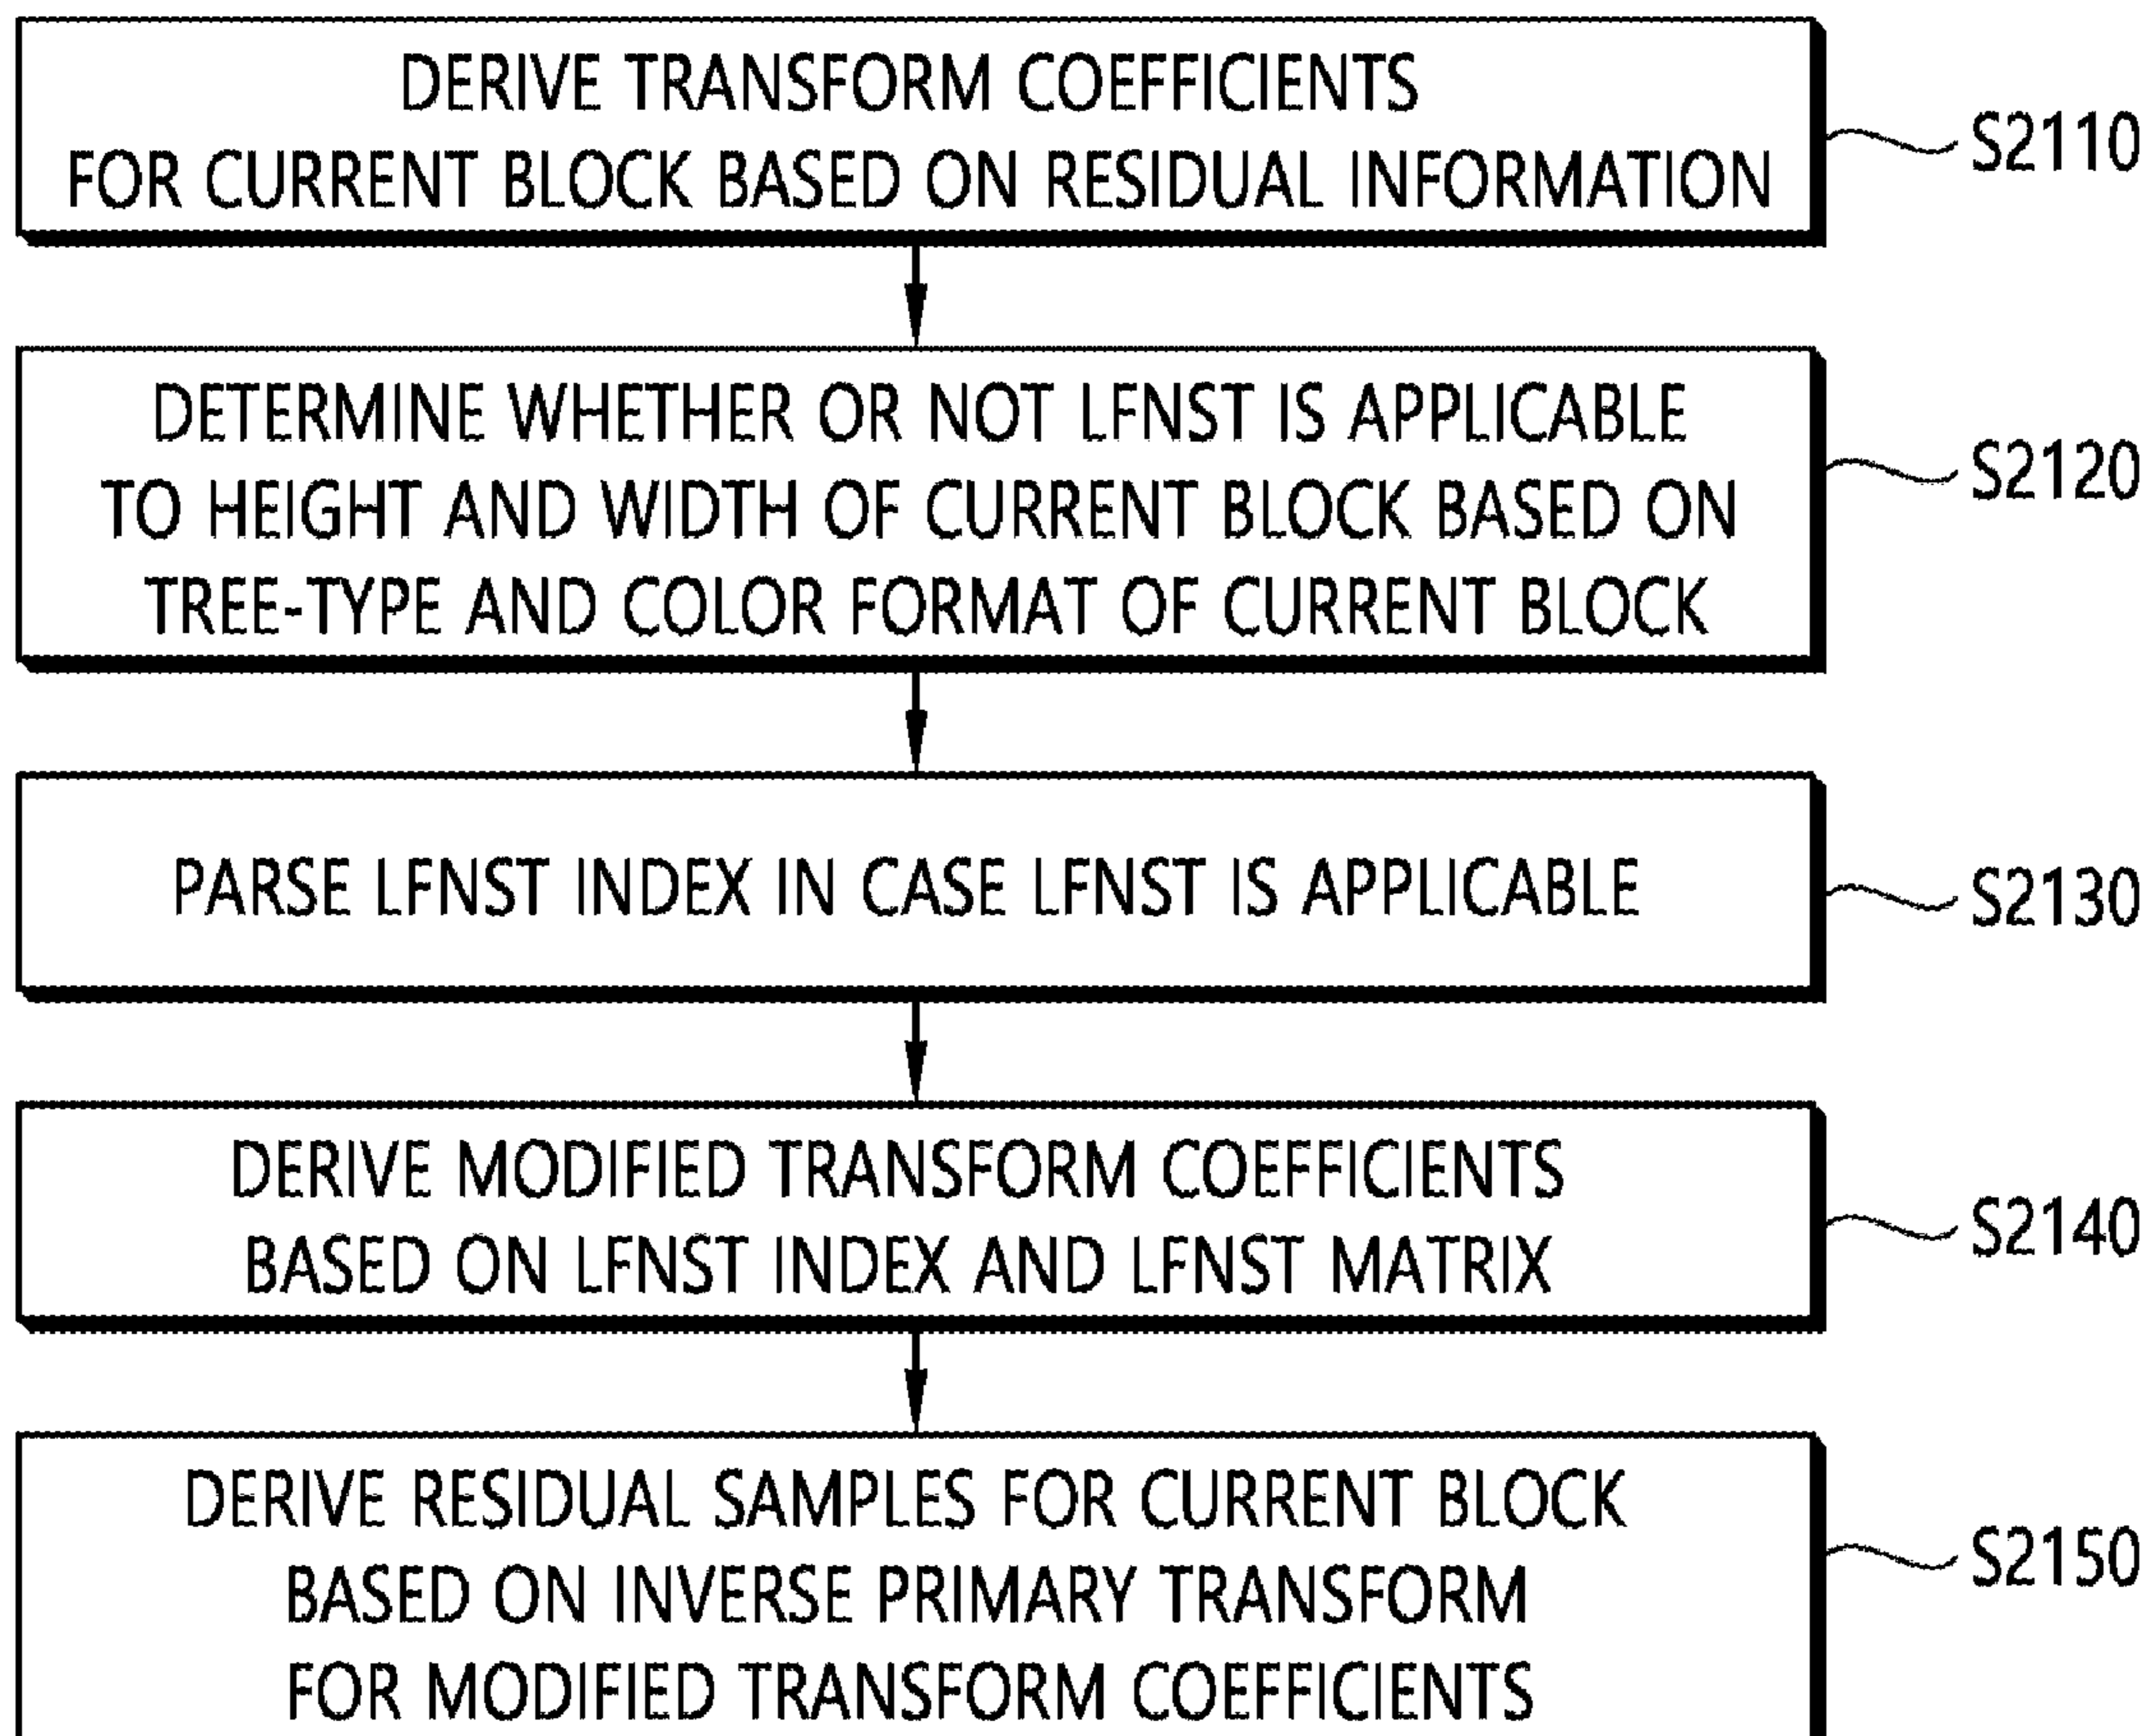 DERIVE TRANSFORM COEFFICIENTS
FOR CURRENT BLOCK BASED ON RESIDUAL INFORMATION
S2110
DETERMINE WHETHER OR NOT LFNST IS APPLICABLE
TO HEIGHT AND WIDTH OF CURRENT BLOCK BASED ON
TREE-TYPE AND COLOR FORMAT OF CURRENT BLOCK
S2120
PARSE LFNST INDEX IN CASE LFNST IS APPLICABLE
S2130
DERIVE MODIFIED TRANSFORM COEFFICIENTS
BASED ON LFNST INDEX AND LFNST MATRIX
S2140
DERIVE RESIDUAL SAMPLES FOR CURRENT BLOCK
BASED ON INVERSE PRIMARY TRANSFORM
FOR MODIFIED TRANSFORM COEFFICIENTS
S2150